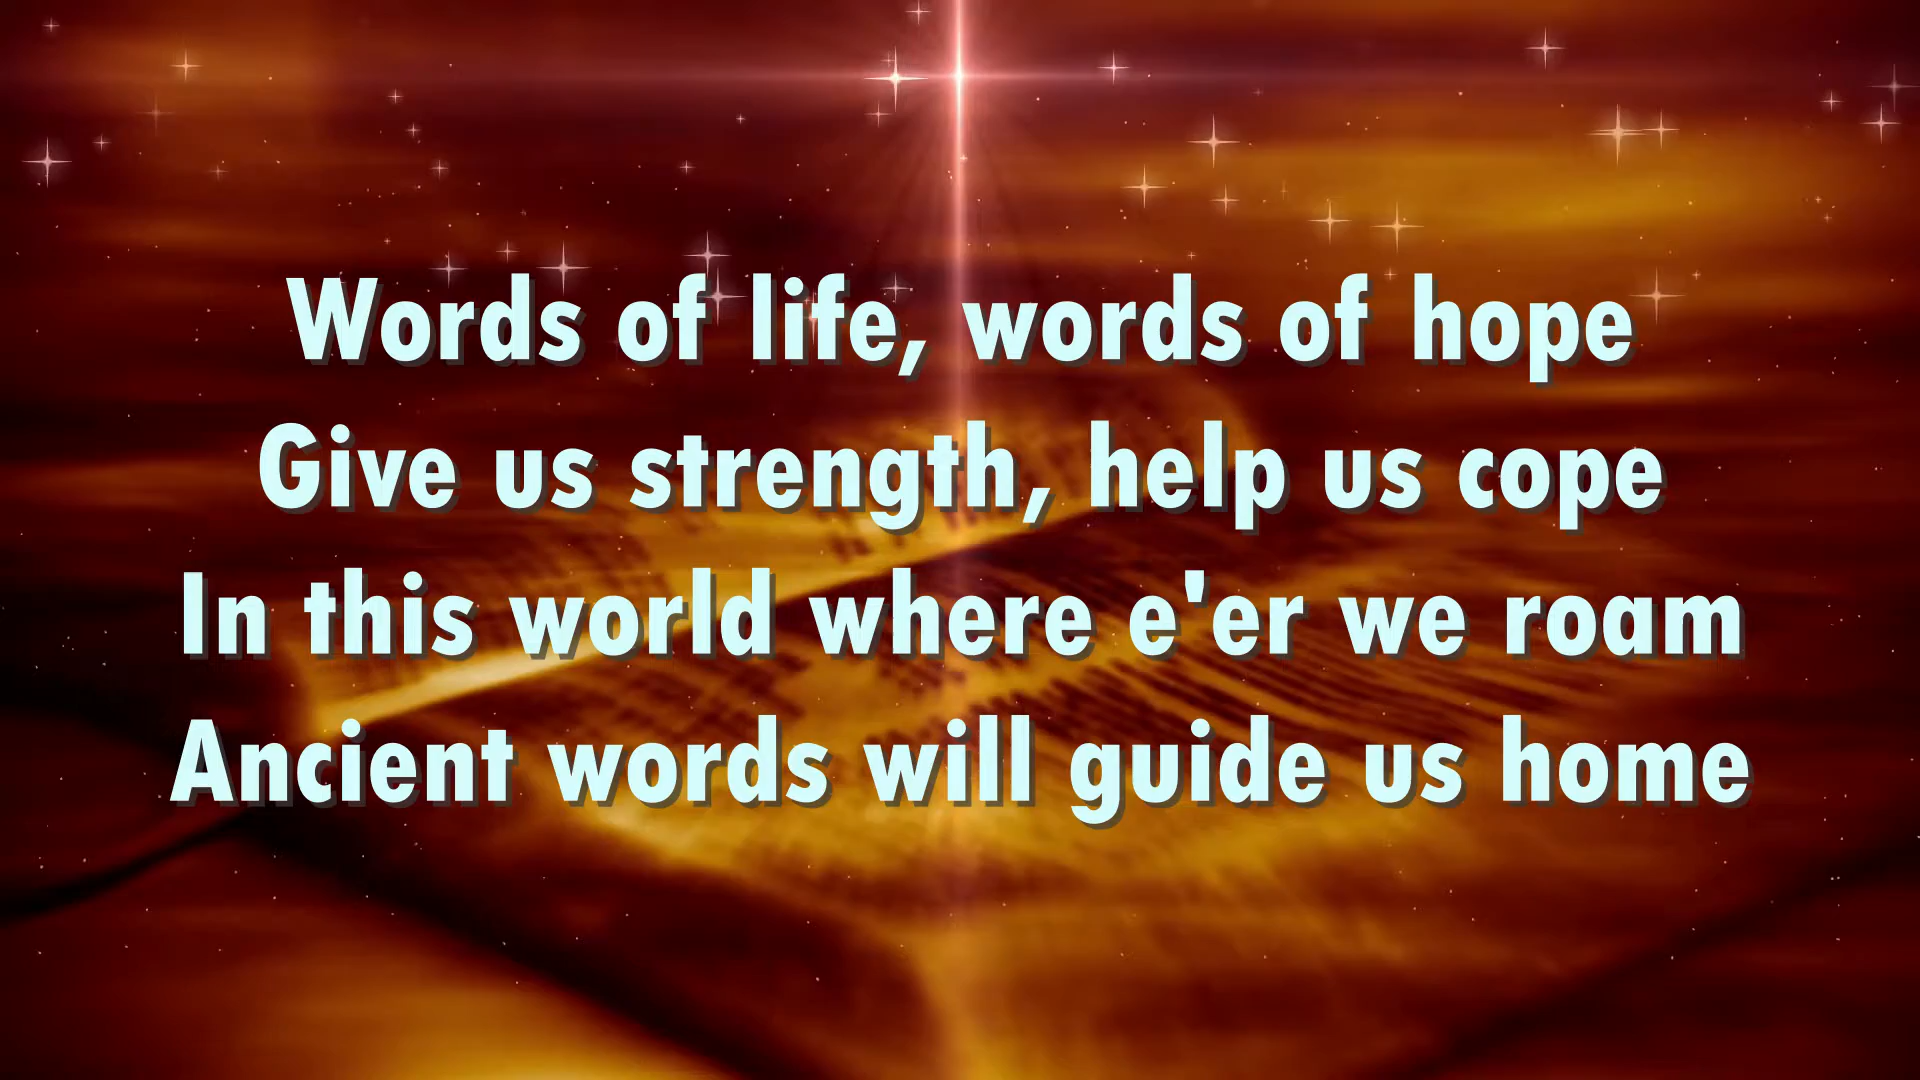 Words of life, words of hope
Give us strength, help us cope
In this world where e'er we roam
Ancient words will guide us home